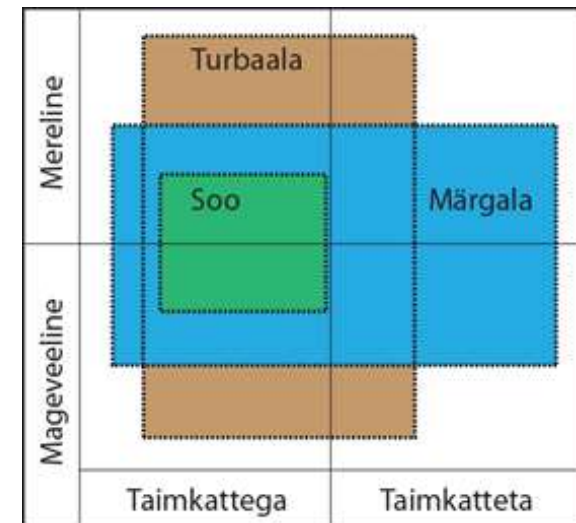 Turbaala
Mereline
Soo
Märgala
Mageveeline
Taimkattega
Taimkatteta